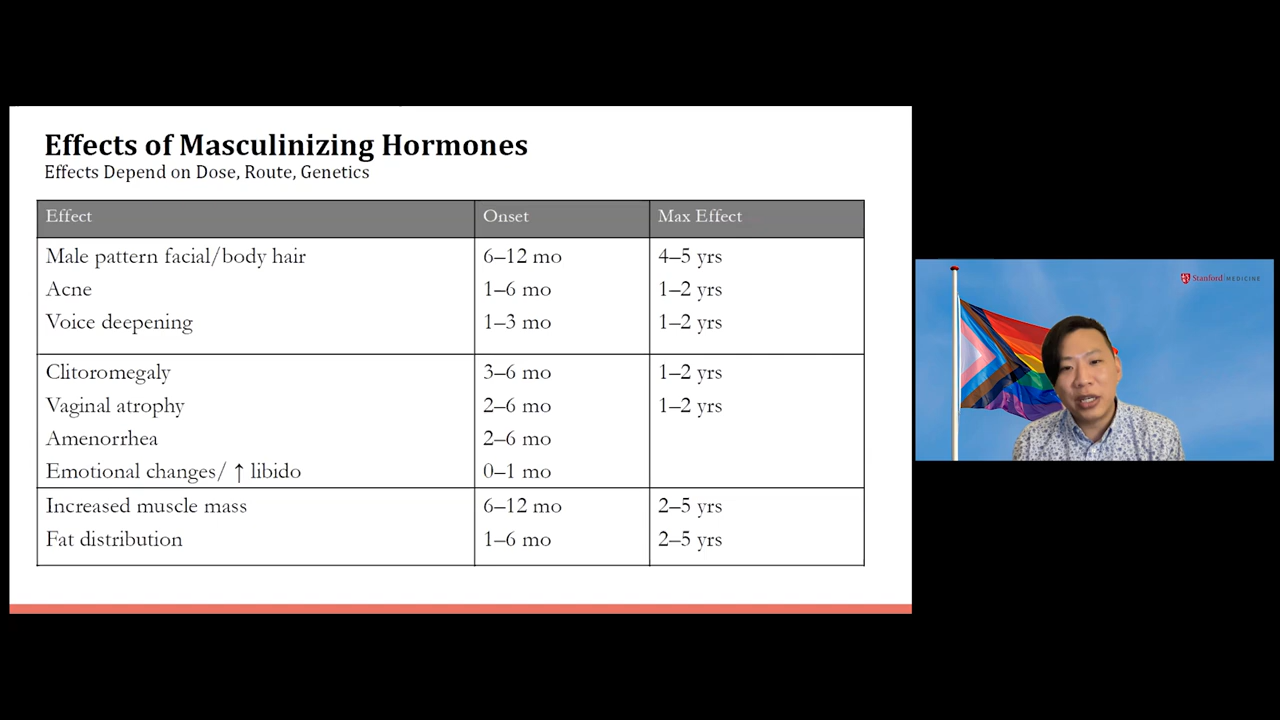 Effects of Masculinizing Hormones
Effects Depend on Dose, Route, Genetics
Effect Onset Max Effect
Male pattern facial/body hair 6–12 mo 4–5 yrs
Acne 1–6 mo 1–2 yrs
Voice deepening 1–3 mo 1–2 yrs
Clitoromegaly 3–6 mo 1–2 yrs
Vaginal atrophy 2–6 mo 1–2 yrs
Amenorrhea 2–6 mo
Emotional changes/ ↑ libido 0–1 mo
Increased muscle mass 6–12 mo 2–5 yrs
Fat distribution 1–6 mo 2–5 yrs
Stanford MEDICINE